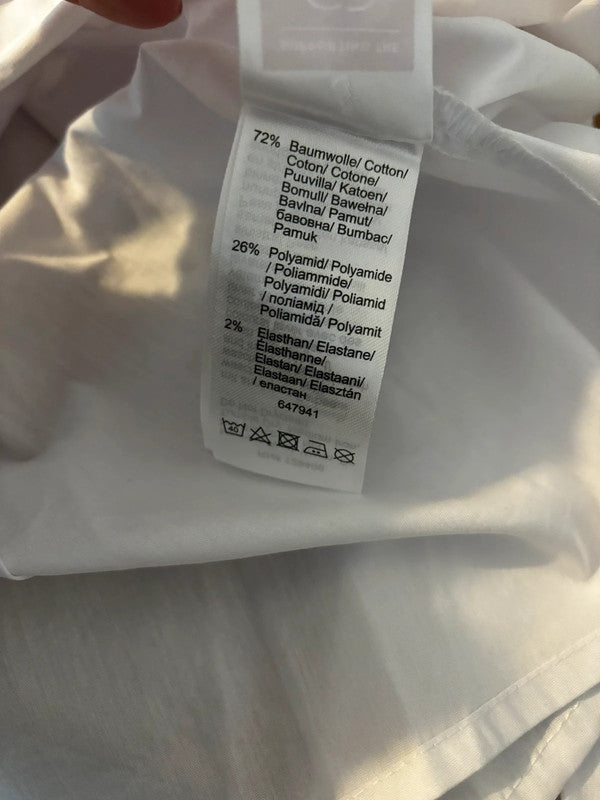 72% Baumwolle/ Cotton/
Coton/ Cotone/
Puuvilla/ Katoen/
Bomull/ Bawełna/
Bavlna/ Pamut/
бавовна/ Bumbac/
Pamuk
26% Polyamid/ Polyamide
/ Poliammide/
Polyamidi/ Poliamid
/ поліамід /
Poliamidă/ Polyamit
2% Elasthan/ Elastane/
Élasthanne/
Elastan/ Elastaani/
Elastaan/ Elasztán
/ еластан
647941
40